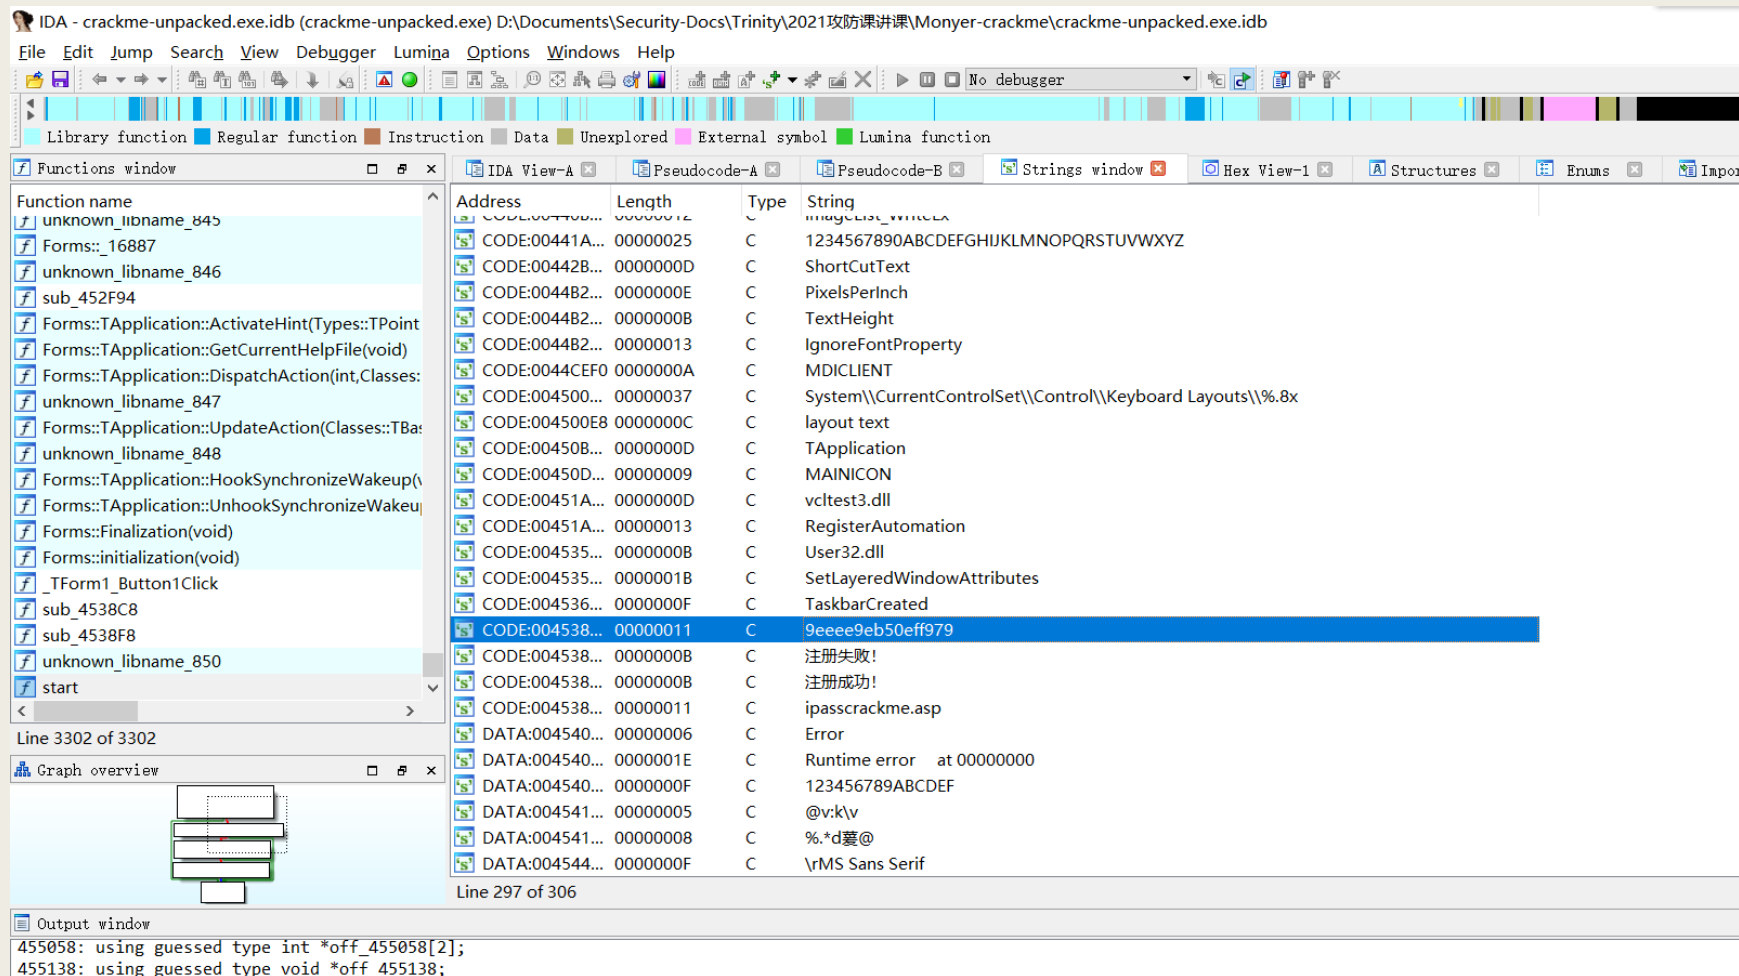 IDA - crackme-unpacked.exe.idb (crackme-unpacked.exe) D:\Documents\Security-Docs\Trinity\2021攻防课讲课\Monyer-crackme\crackme-unpacked.exe.idb
File Edit Jump Search View Debugger Lumina Options Windows Help
No debugger
Library function Regular function Instruction Data Unexplored External symbol Lumina function
Functions window
IDA View-A Pseudocode-A Pseudocode-B Strings window Hex View-1 Structures Enums Impor
Function name
unknown_libname_845
Forms::_16887
unknown_libname_846
sub_452F94
Forms::TApplication::ActivateHint(Types::TPoint
Forms::TApplication::GetCurrentHelpFile(void)
Forms::TApplication::DispatchAction(int,Classes:
unknown_libname_847
Forms::TApplication::UpdateAction(Classes::TBas
unknown_libname_848
Forms::TApplication::HookSynchronizeWakeup(v
Forms::TApplication::UnhookSynchronizeWakeu
Forms::Finalization(void)
Forms::initialization(void)
_TForm1_Button1Click
sub_4538C8
sub_4538F8
unknown_libname_850
start
Line 3302 of 3302
Graph overview
Address Length Type String
CODE:00440B... 00000012 C ImageList_WriteEx
CODE:00441A... 00000025 C 1234567890ABCDEFGHIJKLMNOPQRSTUVWXYZ
CODE:00442B... 0000000D C ShortCutText
CODE:0044B2... 0000000E C PixelsPerInch
CODE:0044B2... 0000000B C TextHeight
CODE:0044B2... 00000013 C IgnoreFontProperty
CODE:0044CEF0 0000000A C MDICLIENT
CODE:004500... 00000037 C System\\CurrentControlSet\\Control\\Keyboard Layouts\\%.8x
CODE:004500E8 0000000C C layout text
CODE:00450B... 0000000D C TApplication
CODE:00450D... 00000009 C MAINICON
CODE:00451A... 0000000D C vcltest3.dll
CODE:00451A... 00000013 C RegisterAutomation
CODE:004535... 0000000B C User32.dll
CODE:004535... 0000001B C SetLayeredWindowAttributes
CODE:004536... 0000000F C TaskbarCreated
CODE:004538... 00000011 C 9eeee9eb50eff979
CODE:004538... 0000000B C 注册失败!
CODE:004538... 0000000B C 注册成功!
CODE:004538... 00000011 C ipasscrackme.asp
DATA:004540... 00000006 C Error
DATA:004540... 0000001E C Runtime error     at 00000000
DATA:004540... 0000000F C 123456789ABCDEF
DATA:004541... 00000005 C @v:k\v
DATA:004541... 00000008 C %.*d藌@
DATA:004544... 0000000F C \rMS Sans Serif
Line 297 of 306
Output window
455058: using guessed type int *off_455058[2];
455138: using guessed type void *off_455138;